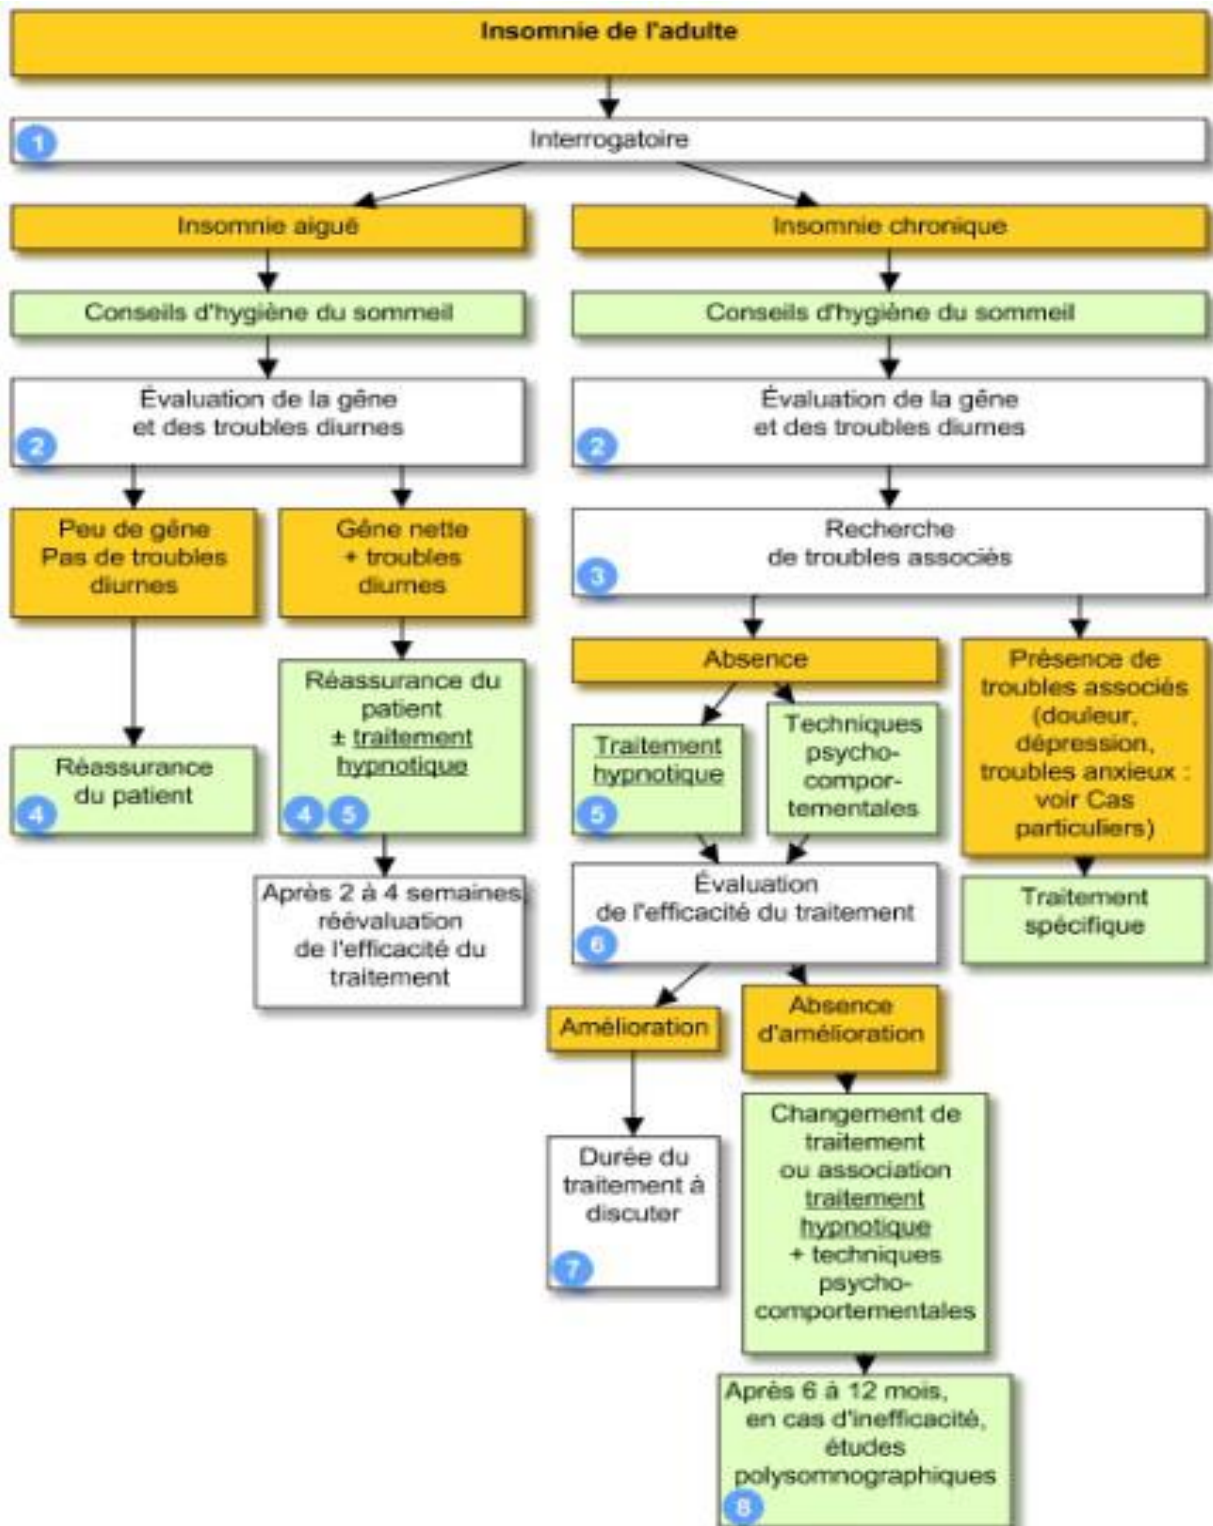 Insomnie de l'adulte
1
Interrogatoire
Insomnie aiguë
Insomnie chronique
Conseils d'hygiène du sommeil
Conseils d'hygiène du sommeil
Évaluation de la gêne
et des troubles diurnes
2
Évaluation de la gêne
et des troubles diurnes
2
Peu de gêne
Pas de troubles
diurnes
Gêne nette
+ troubles
diurnes
Recherche
de troubles associés
3
Réassurance
du patient
4
Réassurance du
patient
± traitement
hypnotique
4 5
Après 2 à 4 semaines,
réévaluation
de l'efficacité du
traitement
Absence
Présence de
troubles associés
(douleur,
dépression,
troubles anxieux :
voir Cas
particuliers)
Traitement
hypnotique
5
Techniques
psycho-
compor-
tementales
Évaluation
de l'efficacité du traitement
6
Traitement
spécifique
Amélioration
Absence
d'amélioration
Durée du
traitement à
discuter
7
Changement de
traitement
ou association
traitement
hypnotique
+ techniques
psycho-
comportementales
Après 6 à 12 mois,
en cas d'inefficacité,
études
polysomnographiques
8